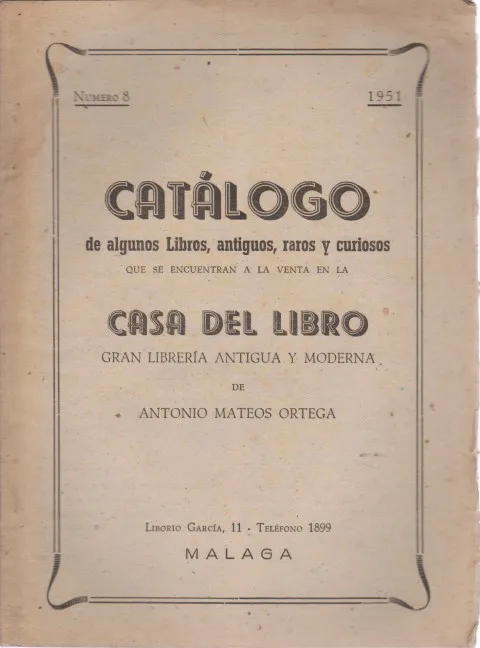 NUMERO 8
1951
CATÁLOGO
de algunos Libros, antiguos, raros y curiosos
QUE SE ENCUENTRAN A LA VENTA EN LA
CASA DEL LIBRO
GRAN LIBRERÍA ANTIGUA Y MODERNA
DE
ANTONIO MATEOS ORTEGA
LIBORIO GARCÍA, 11 - TELÉFONO 1899
MALAGA